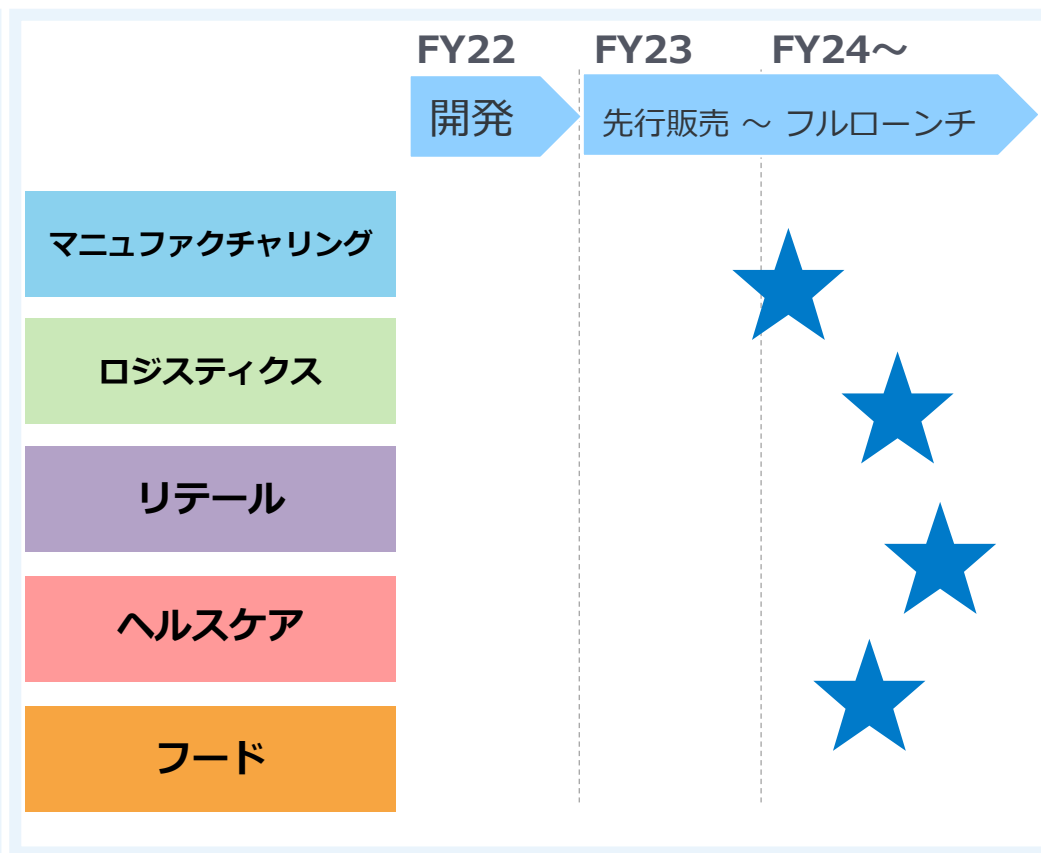 FY22 FY23 FY24～
開発 先行販売 ～ フルローンチ
マニュファクチャリング
ロジスティクス
リテール
ヘルスケア
フード